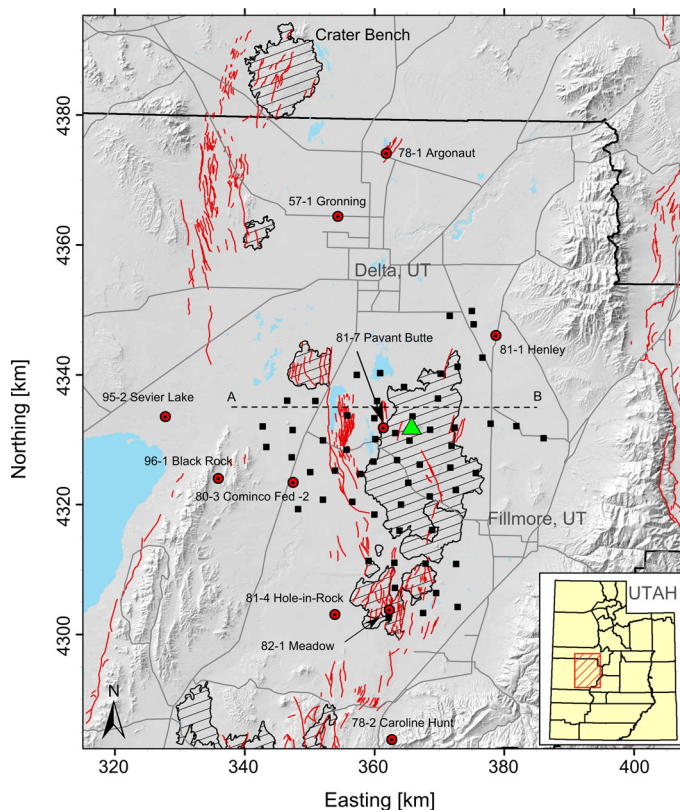 Crater Bench
4380
78-1 Argonaut
57-1 Gronning
4360
Delta, UT
81-7 Pavant Butte
81-1 Henley
4340
95-2 Sevier Lake
A
B
96-1 Black Rock
80-3 Cominco Fed -2
4320
Fillmore, UT
81-4 Hole-in-Rock
4300
82-1 Meadow
UTAH
N
78-2 Caroline Hunt
320
340
360
380
400
Northing [km]
Easting [km]